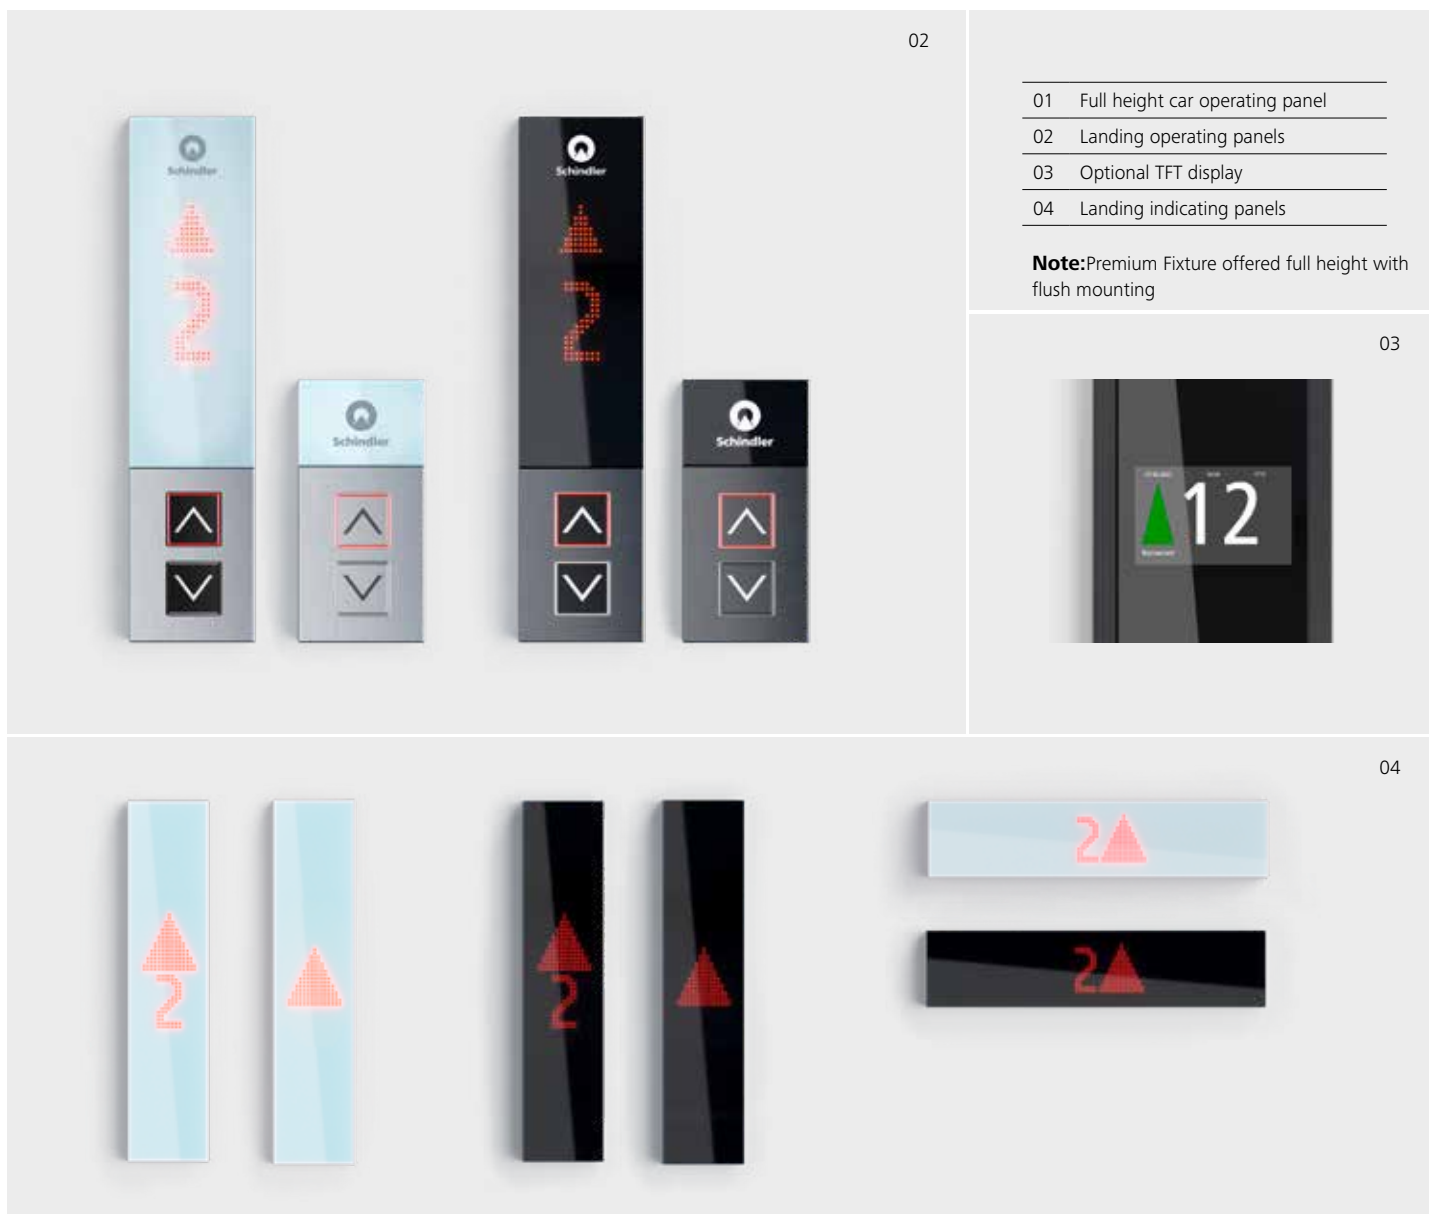 02
Schindler
2
Schindler
Schindler
2
Schindler
01 Full height car operating panel
02 Landing operating panels
03 Optional TFT display
04 Landing indicating panels
Note:Premium Fixture offered full height with
flush mounting
03
12
04
2
2
2
2